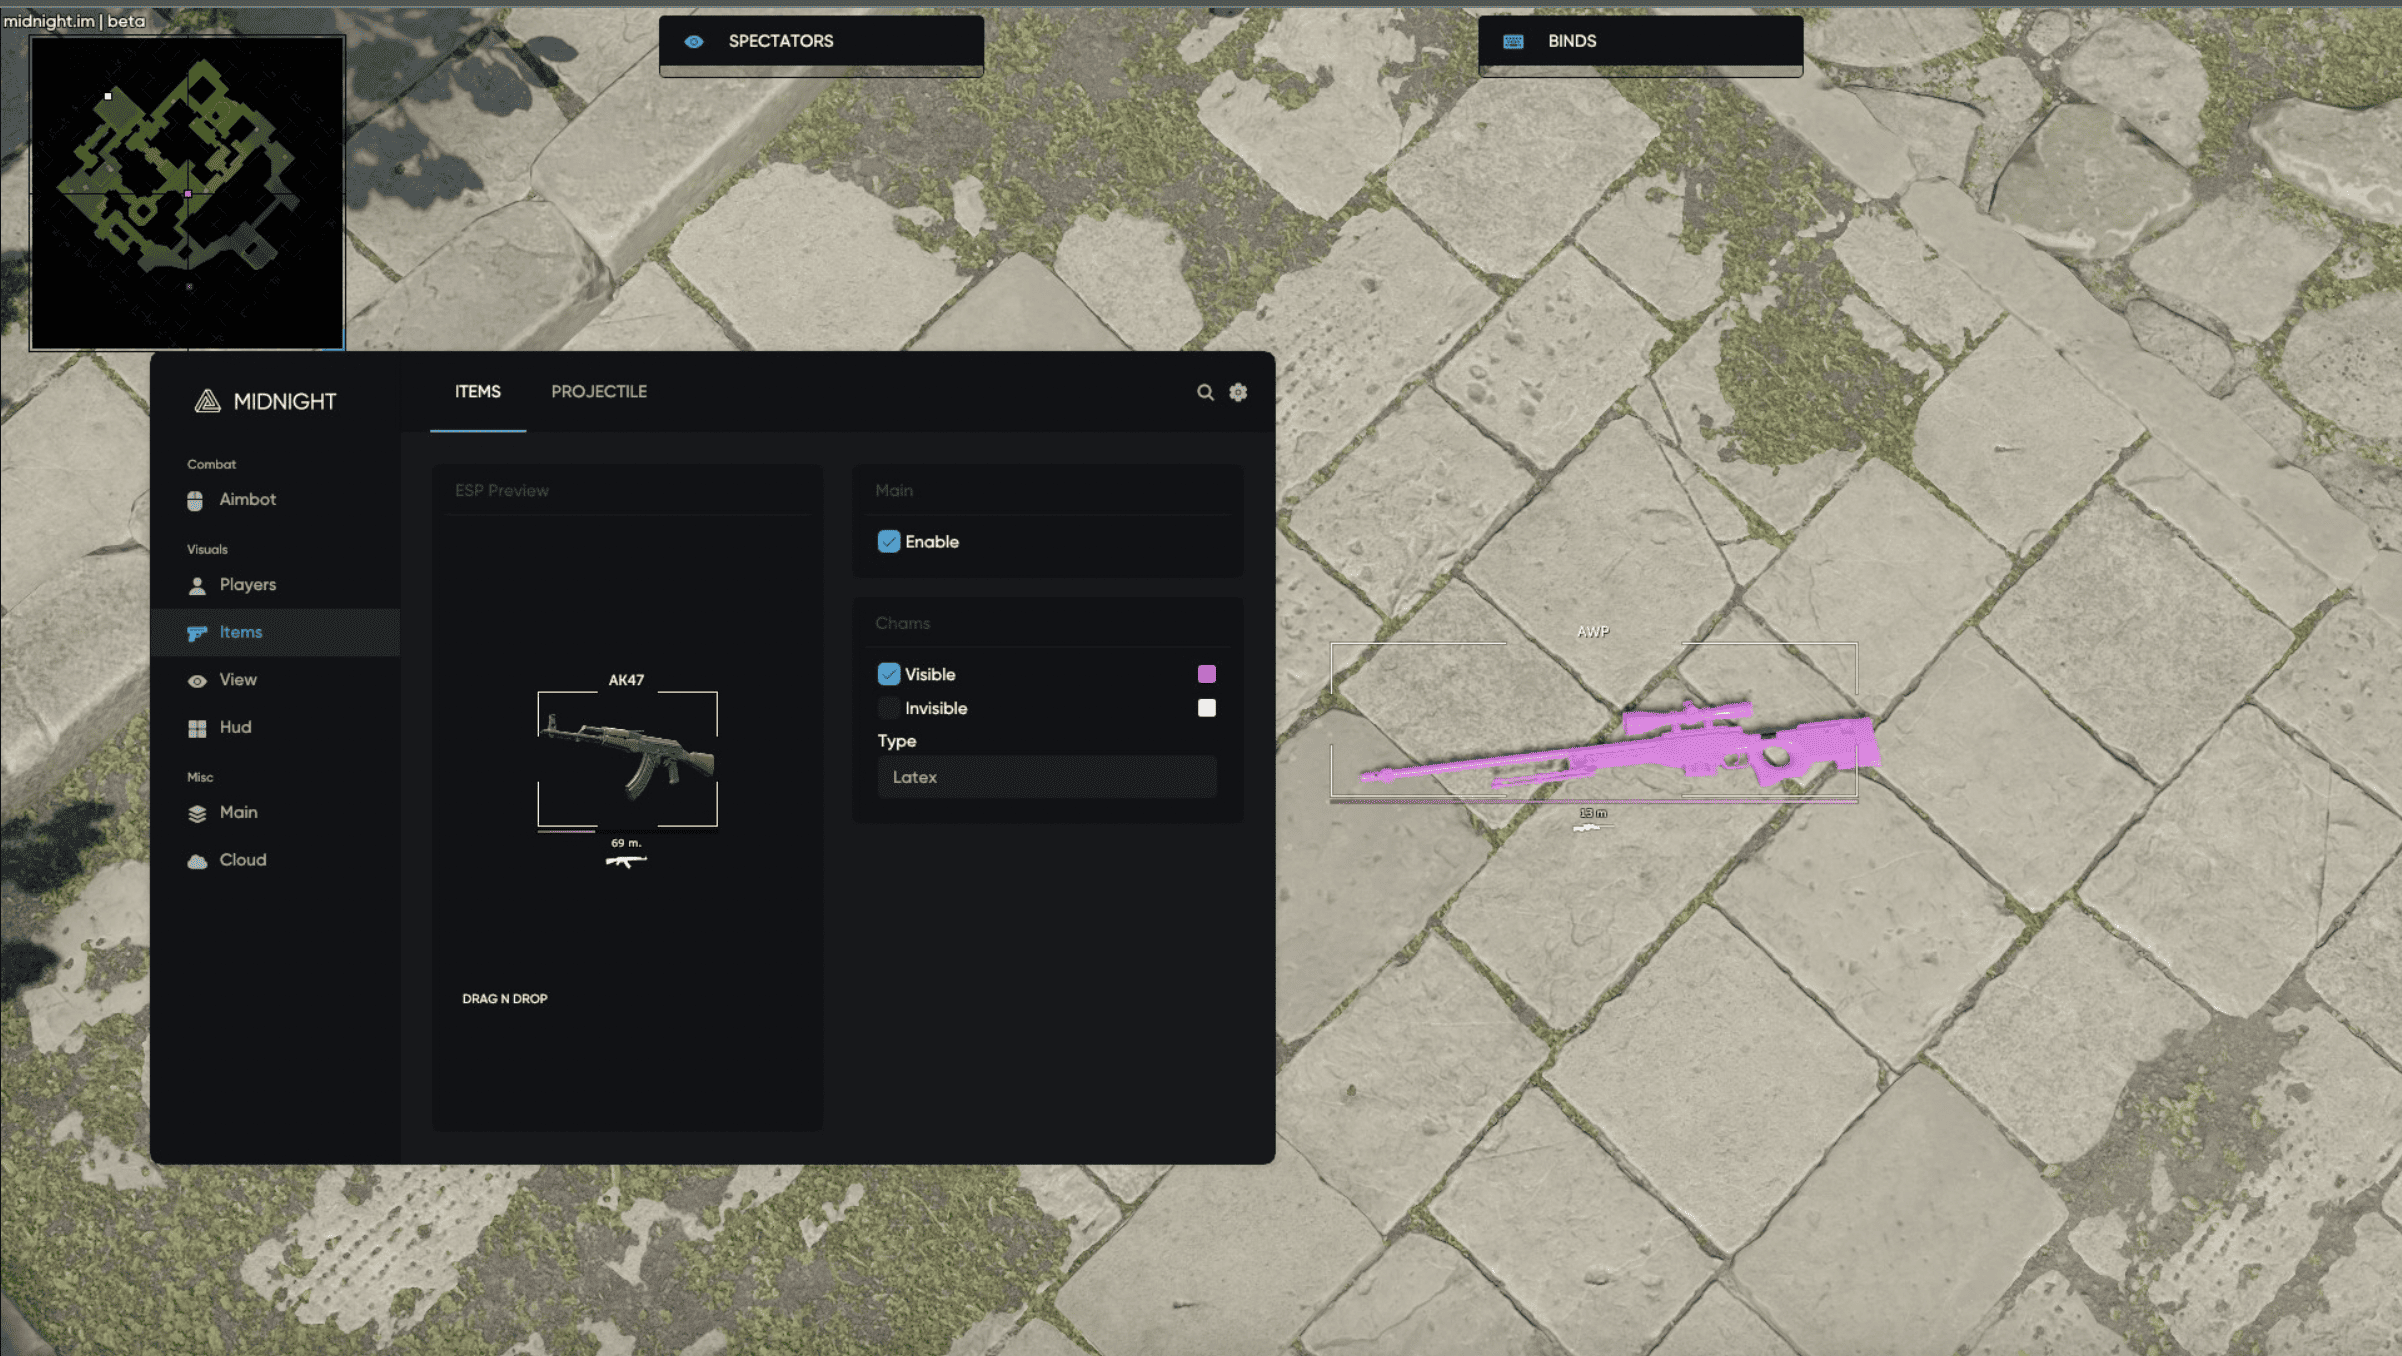 midnight.im | beta
SPECTATORS
BINDS
MIDNIGHT
ITEMS
PROJECTILE
Combat
Aimbot
Visuals
Players
Items
View
Hud
Misc
Main
Cloud
ESP Preview
AK47
69 m.
DRAG N DROP
Main
Enable
Chams
Visible
Invisible
Type
Latex
AWP
13 m